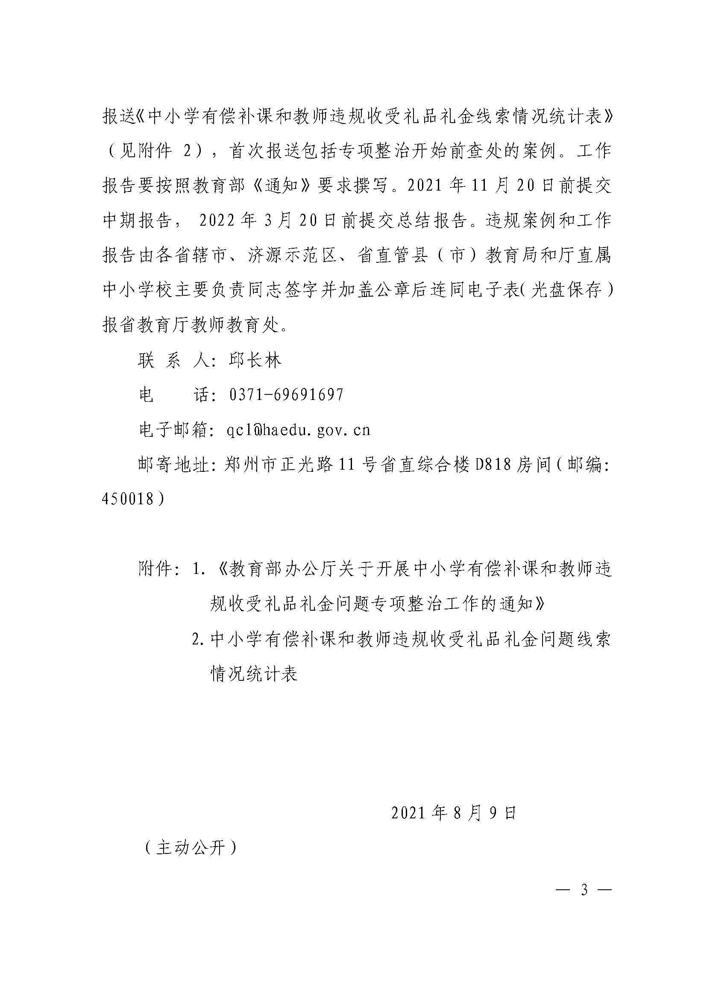 报送《中小学有偿补课和教师违规收受礼品礼金线索情况统计表》
（见附件 2），首次报送包括专项整治开始前查处的案例。工作
报告要按照教育部《通知》要求撰写。2021 年 11 月 20 日前提交
中期报告， 2022 年 3 月 20 日前提交总结报告。违规案例和工作
报告由各省辖市、济源示范区、省直管县（市）教育局和厅直属
中小学校主要负责同志签字并加盖公章后连同电子表（光盘保存）
报省教育厅教师教育处。
联 系 人：邱长林
电 话：0371-69691697
电子邮箱：qcl@haedu.gov.cn
邮寄地址：郑州市正光路 11 号省直综合楼 D818 房间（邮编：
450018）
附件：1.《教育部办公厅关于开展中小学有偿补课和教师违
规收受礼品礼金问题专项整治工作的通知》
2.中小学有偿补课和教师违规收受礼品礼金问题线索
情况统计表
2021 年 8 月 9 日
（主动公开）
— 3 —